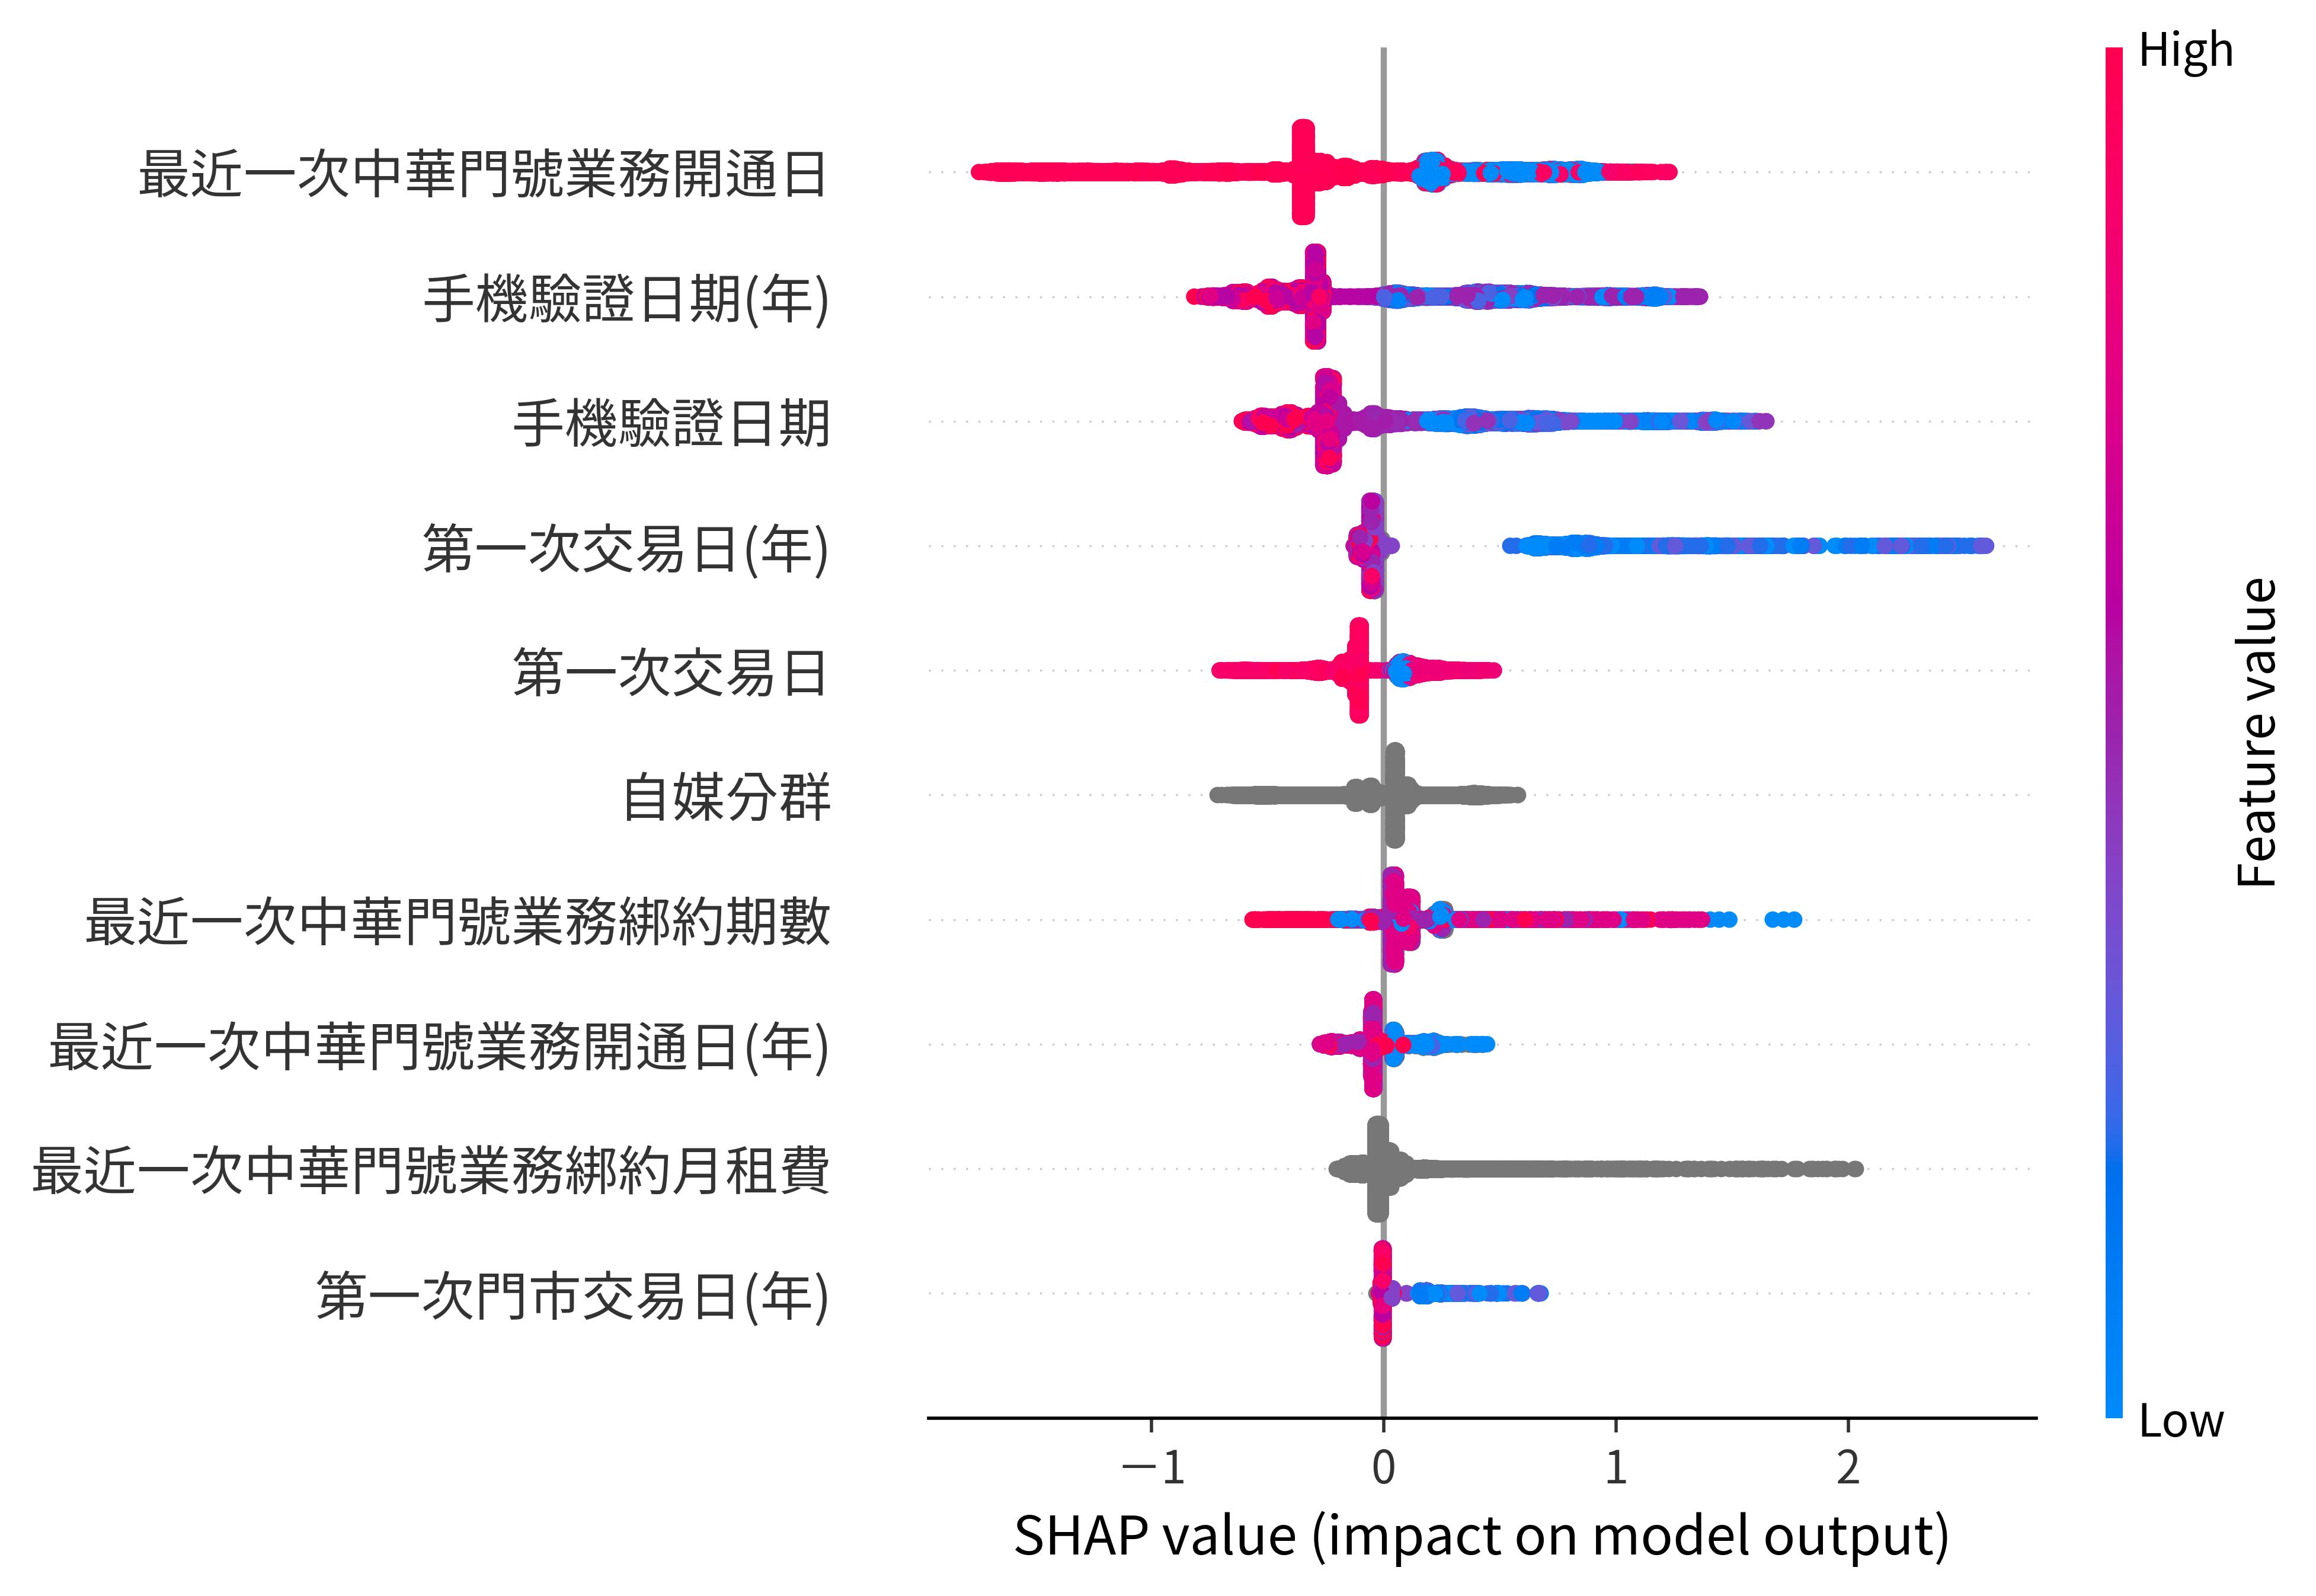 High
最近一次中華門號業務開通日
手機驗證日期(年)
手機驗證日期
第一次交易日(年)
第一次交易日
自媒分群
最近一次中華門號業務綁約期數
最近一次中華門號業務開通日(年)
最近一次中華門號業務綁約月租費
第一次門市交易日(年)
Feature value
Low
−1 0 1 2
SHAP value (impact on model output)